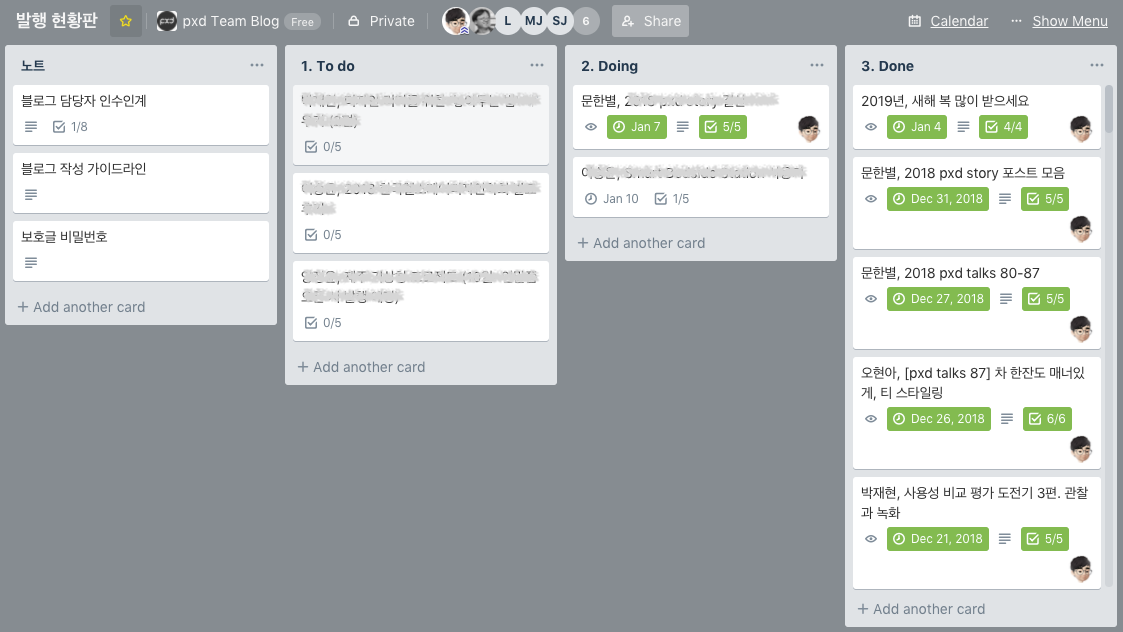 발행 현황판
pxd
pxd Team Blog
Free
Private
L
MJ
SJ
6
Share
Calendar
Show Menu
노트
블로그 담당자 인수인계
1/8
블로그 작성 가이드라인
보호글 비밀번호
+ Add another card
1. To do
0/5
0/5
0/5
+ Add another card
2. Doing
문한별,
Jan 7
5/5
Jan 10
1/5
+ Add another card
3. Done
2019년, 새해 복 많이 받으세요
Jan 4
4/4
문한별, 2018 pxd story 포스트 모음
Dec 31, 2018
5/5
문한별, 2018 pxd talks 80-87
Dec 27, 2018
5/5
오현아, [pxd talks 87] 차 한잔도 매너있
게, 티 스타일링
Dec 26, 2018
6/6
박재현, 사용성 비교 평가 도전기 3편. 관찰
과 녹화
Dec 21, 2018
5/5
+ Add another card